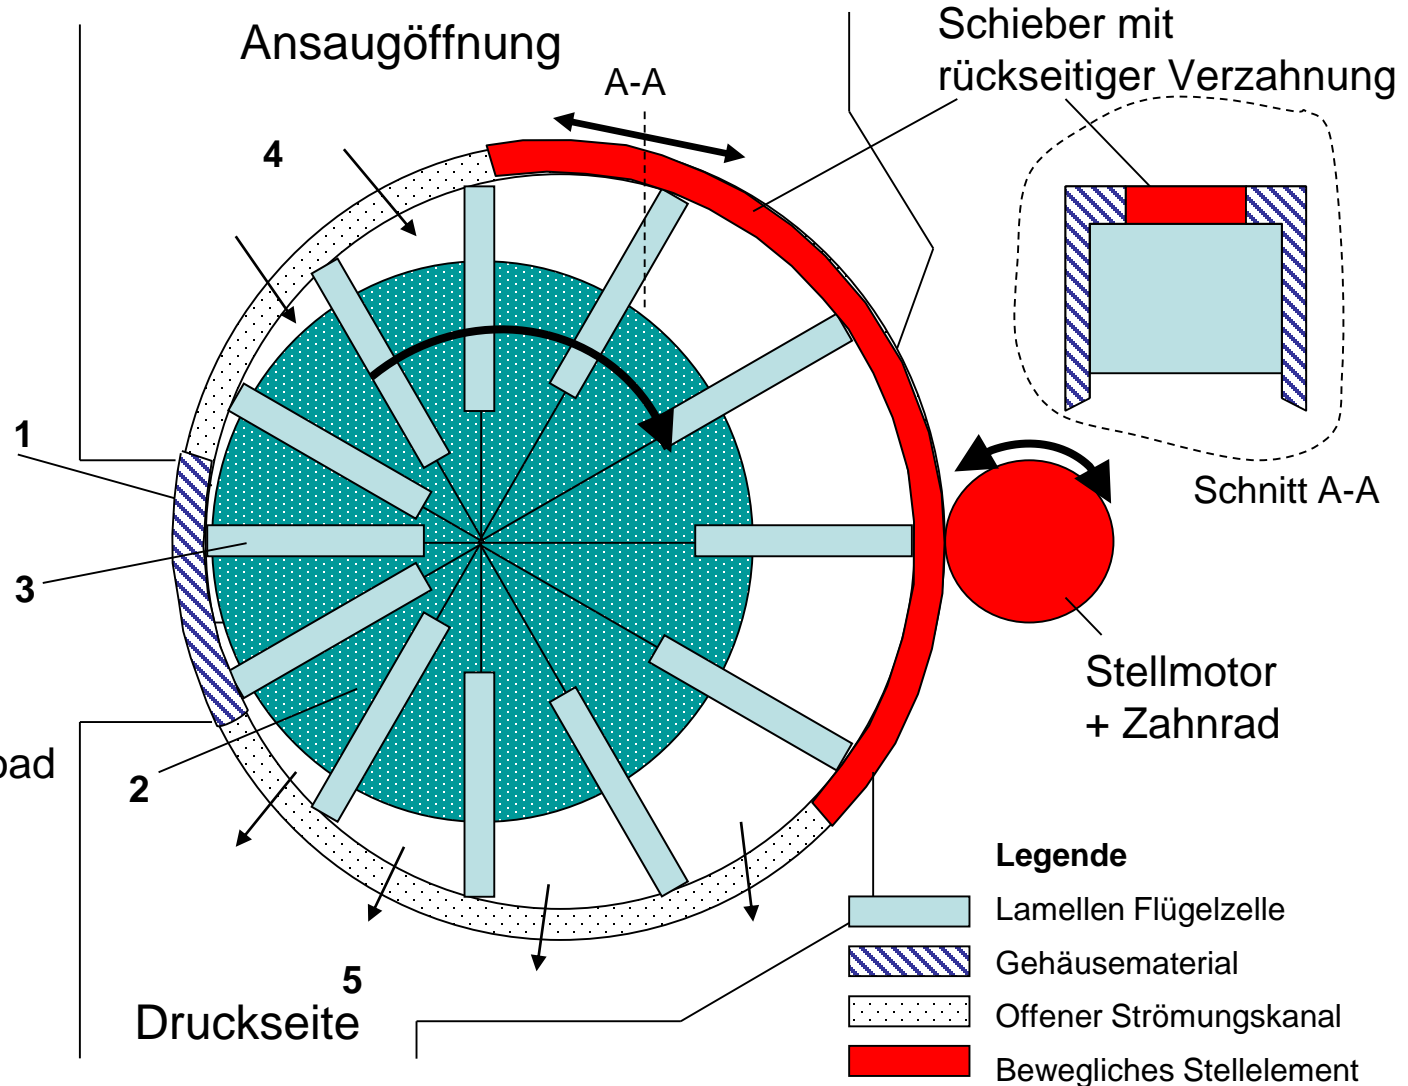 Ansaugöffnung
Schieber mit
rückseitiger Verzahnung
A-A
4
1
Schnitt A-A
3
Stellmotor
+ Zahnrad
oad
2
Legende
Lamellen Flügelzelle
5
Gehäusematerial
Druckseite
Offener Strömungskanal
Bewegliches Stellelement